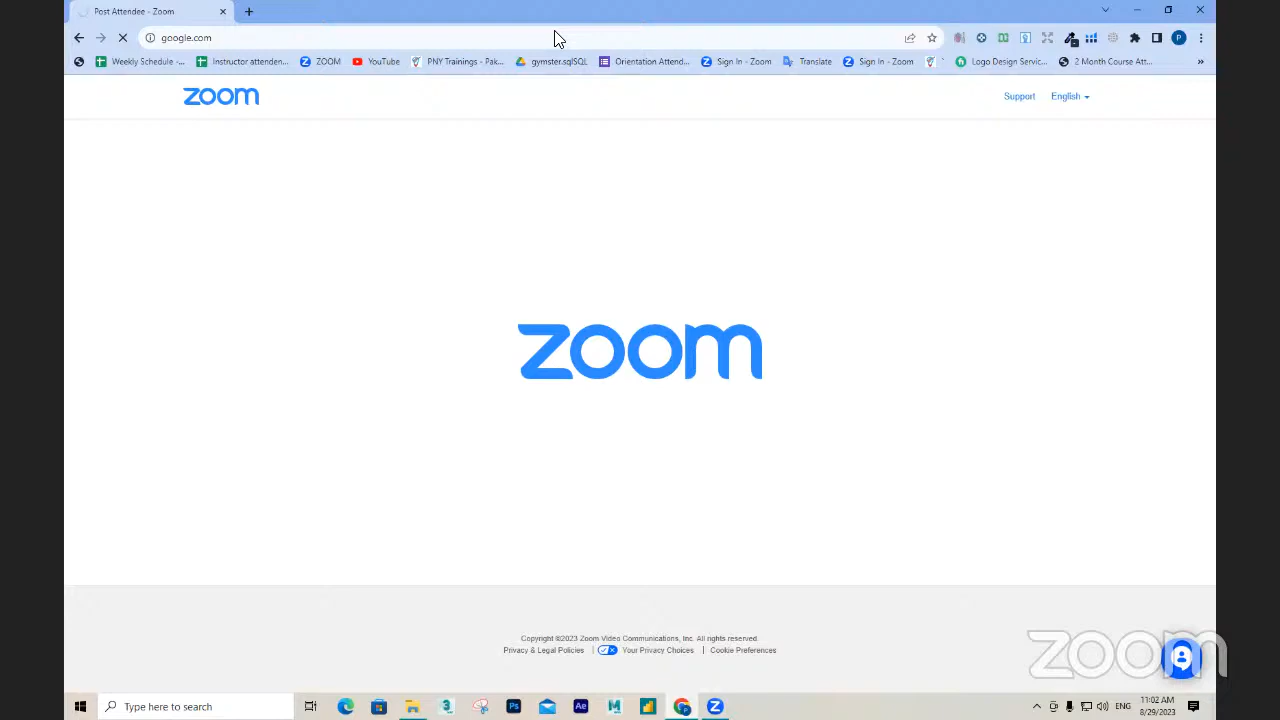 Post Attendee - Zoom
google.com
Weekly Schedule -...
Instructor attenden...
ZOOM
YouTube
PNY Trainings - Pak...
gymster.sqlSQL
Orientation Attend...
Sign In - Zoom
Translate
Sign In - Zoom
Logo Design Servic...
2 Month Course Att...
»
zoom
Support
English
zoom
Copyright ©2023 Zoom Video Communications, Inc. All rights reserved.
Privacy & Legal Policies | Your Privacy Choices | Cookie Preferences
zoom
Type here to search
Ps
Ae
ENG
11:02 AM
8/29/2023